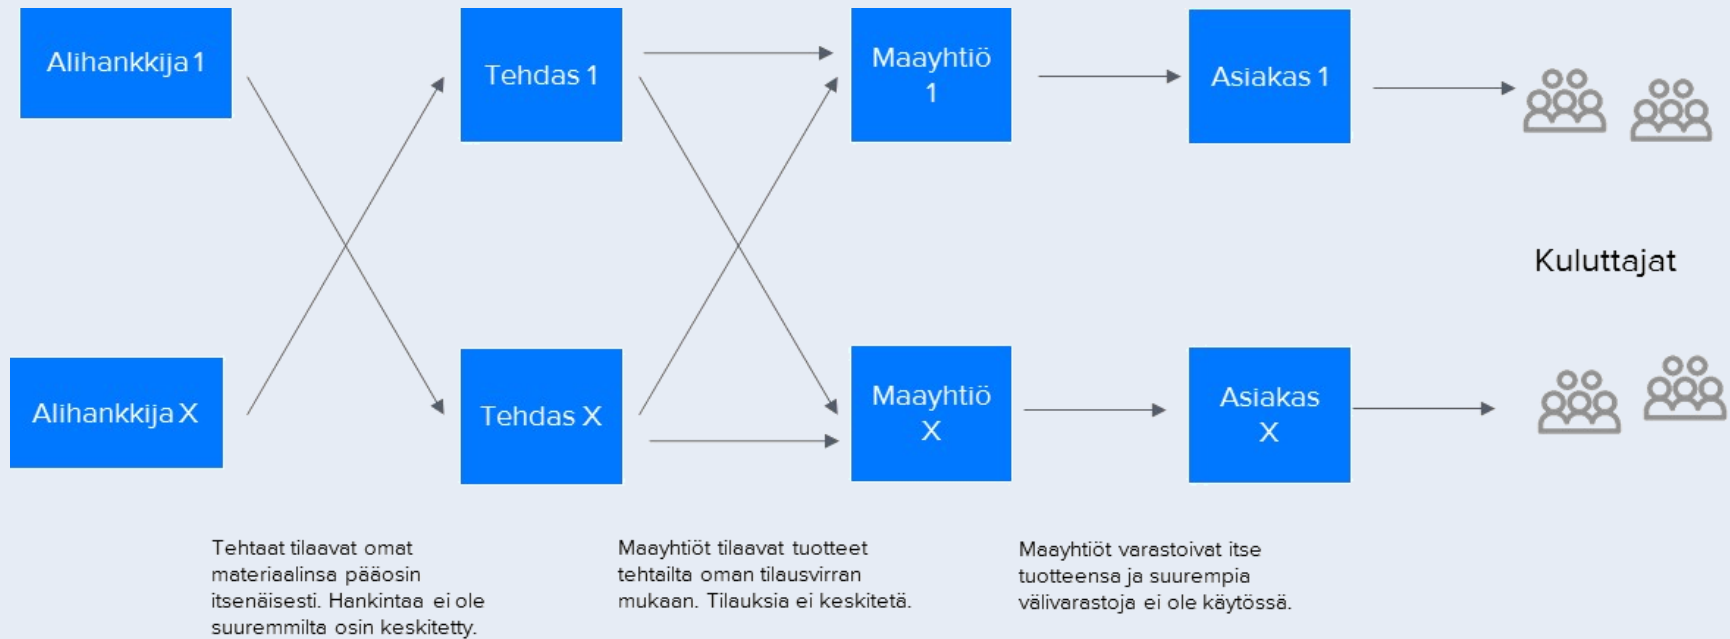 Alihankkija 1
Tehdas 1
Maayhtiö
1
Asiakas 1
Kuluttajat
Alihankkija X
Tehdas X
Maayhtiö
X
Asiakas
X
Tehtaat tilaavat omat
materiaalinsa pääosin
itsenäisesti. Hankintaa ei ole
suuremmilta osin keskitetty.
Maayhtiöt tilaavat tuotteet
tehtailta oman tilausvirran
mukaan. Tilauksia ei keskitetä.
Maayhtiöt varastoivat itse
tuotteensa ja suurempia
välivarastoja ei ole käytössä.